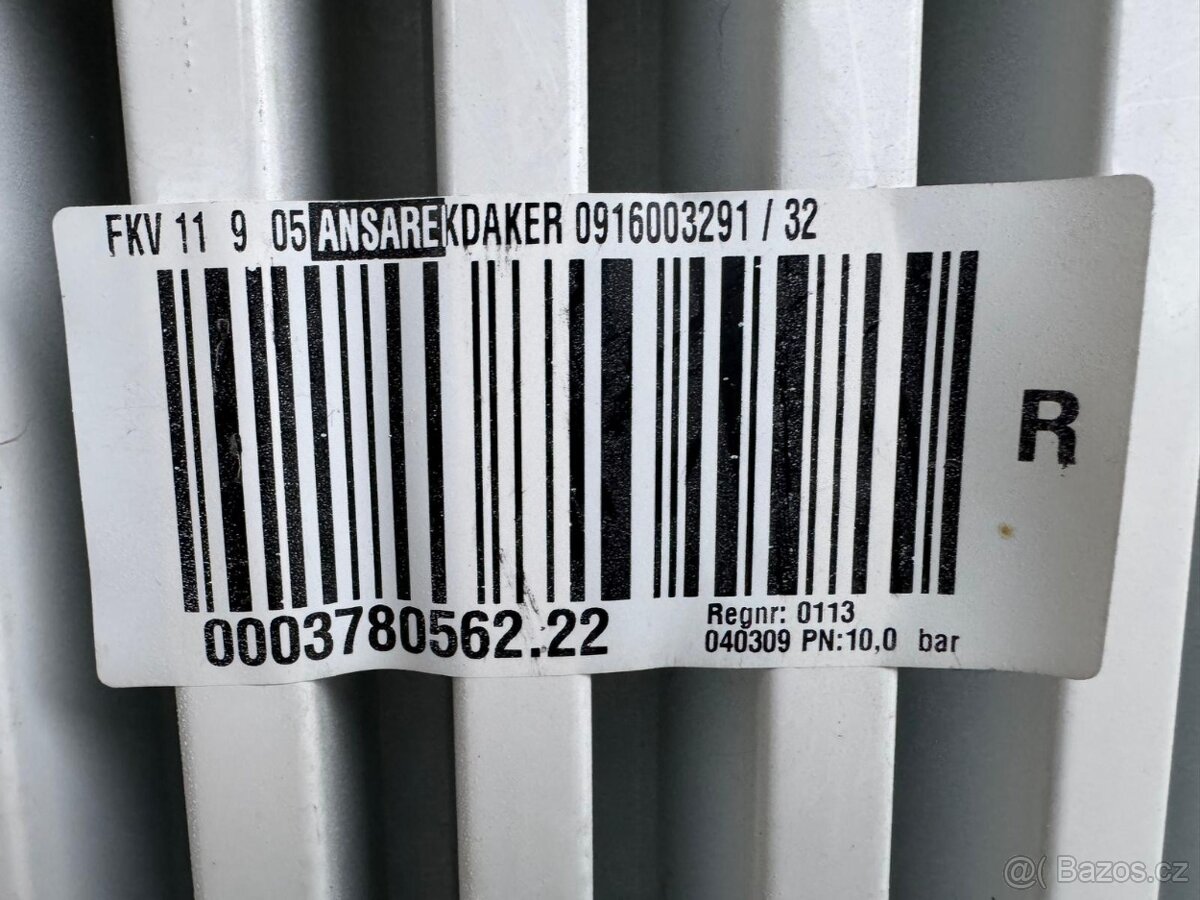 FKV 11 9 05 ANSAREKDAKER 0916003291 / 32
R
0003780562.22
Regnr: 0113
040309 PN:10,0 bar
@( Bazos.cz